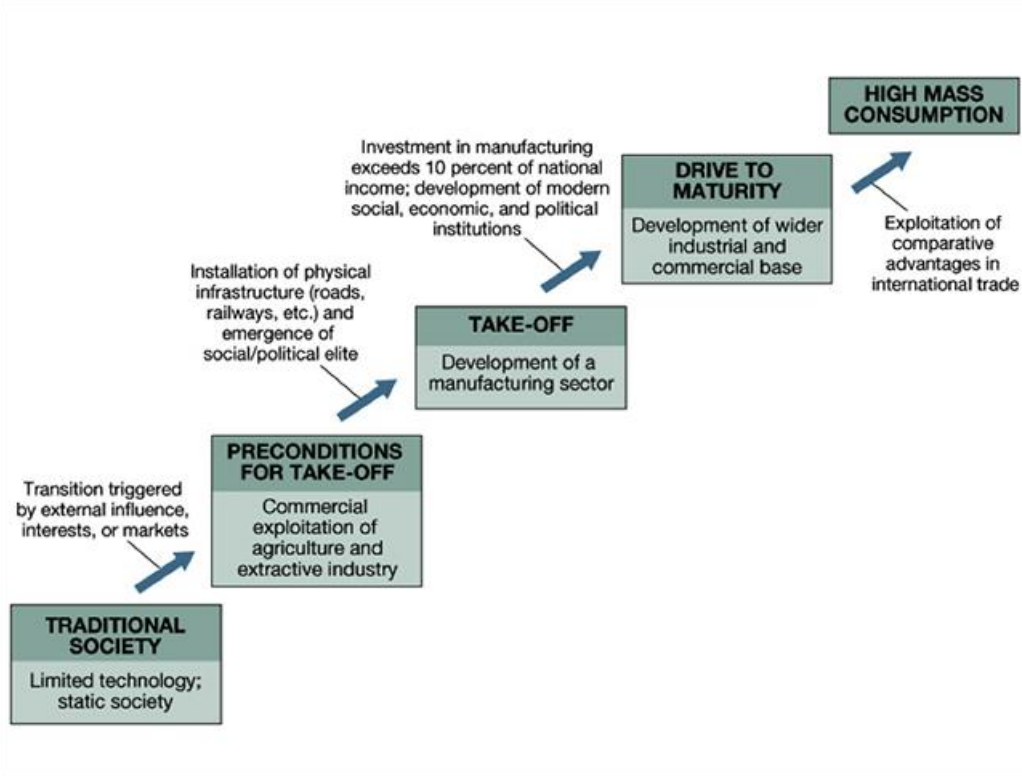 HIGH MASS
CONSUMPTION
Investment in manufacturing
exceeds 10 percent of national
income; development of modern
social, economic, and political
institutions
DRIVE TO
MATURITY
Development of wider
industrial and
commercial base
Exploitation of
comparative
advantages in
international trade
Installation of physical
infrastructure (roads,
railways, etc.) and
emergence of
social/political elite
TAKE-OFF
Development of a
manufacturing sector
PRECONDITIONS
FOR TAKE-OFF
Commercial
exploitation of
agriculture and
extractive industry
Transition triggered
by external influence,
interests, or markets
TRADITIONAL
SOCIETY
Limited technology;
static society